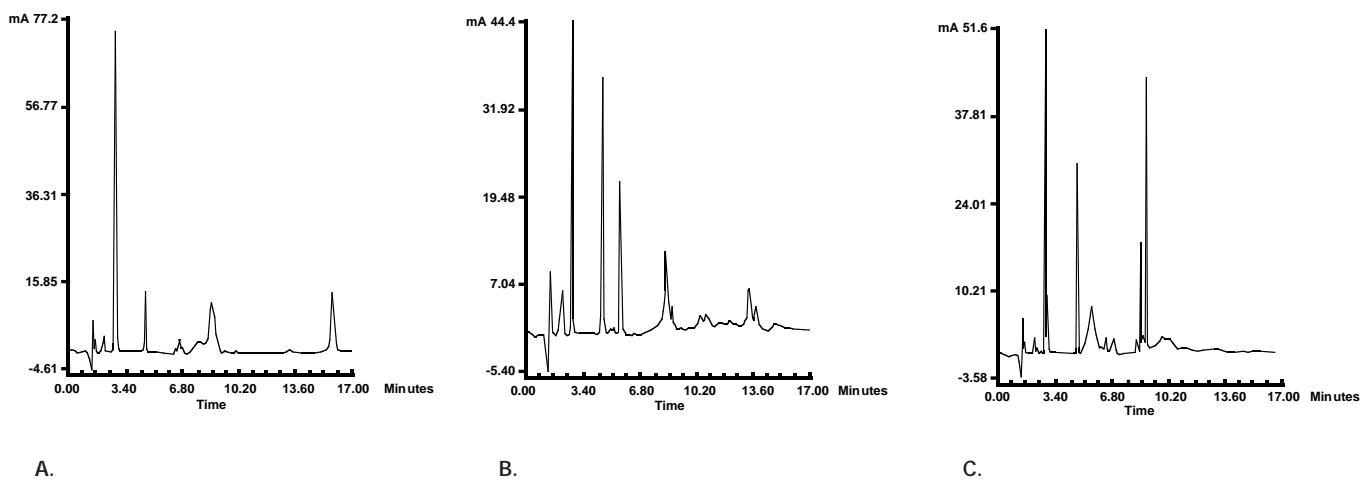 mA 77.2
56.77
36.31
15.85
-4.61
0.00 3.40 6.80 10.20 13.60 17.00 Minutes
Time
A.
mA 44.4
31.92
19.48
7.04
-5.40
0.00 3.40 6.80 10.20 13.60 17.00 Minutes
Time
B.
mA 51.6
37.81
24.01
10.21
-3.58
0.00 3.40 6.80 10.20 13.60 17.00 Minutes
Time
C.